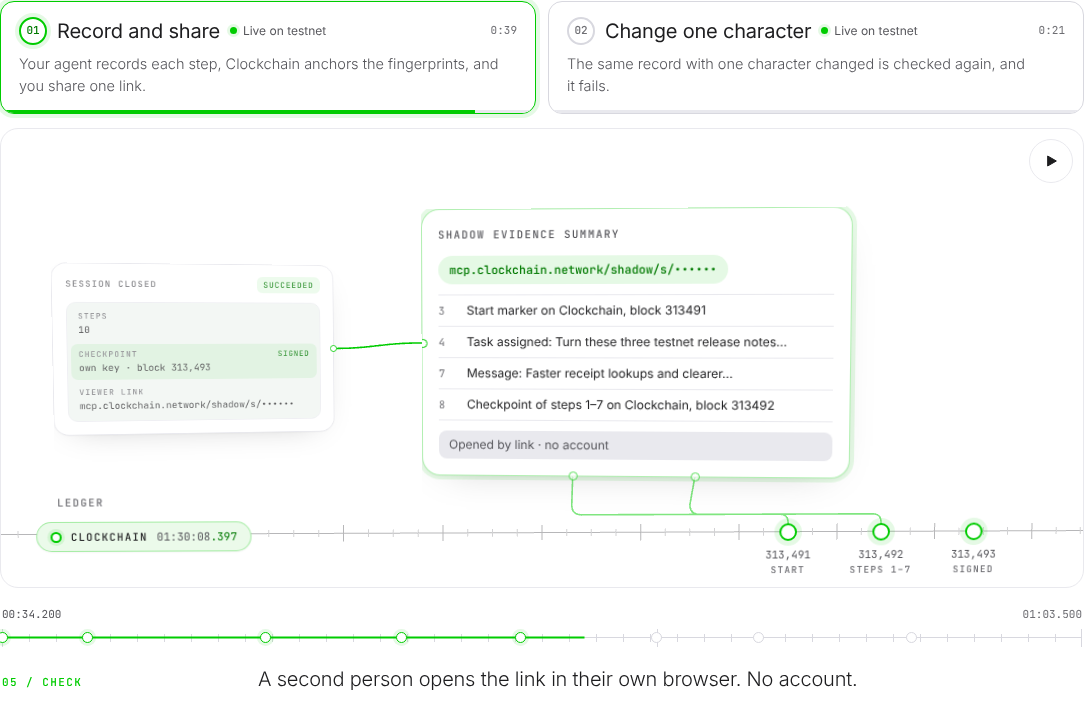 01 Record and share Live on testnet 0:39
Your agent records each step, Clockchain anchors the fingerprints, and
you share one link.
02 Change one character Live on testnet 0:21
The same record with one character changed is checked again, and
it fails.
SESSION CLOSED SUCCEEDED
STEPS
10
CHECKPOINT SIGNED
own key · block 313,493
VIEWER LINK
mcp.clockchain.network/shadow/s/••••••
SHADOW EVIDENCE SUMMARY
mcp.clockchain.network/shadow/s/••••••
3 Start marker on Clockchain, block 313491
4 Task assigned: Turn these three testnet release notes...
7 Message: Faster receipt lookups and clearer...
8 Checkpoint of steps 1–7 on Clockchain, block 313492
Opened by link · no account
LEDGER
CLOCKCHAIN 01:30:08.397
313,491
START
313,492
STEPS 1–7
313,493
SIGNED
00:34.200 01:03.500
05 / CHECK
A second person opens the link in their own browser. No account.